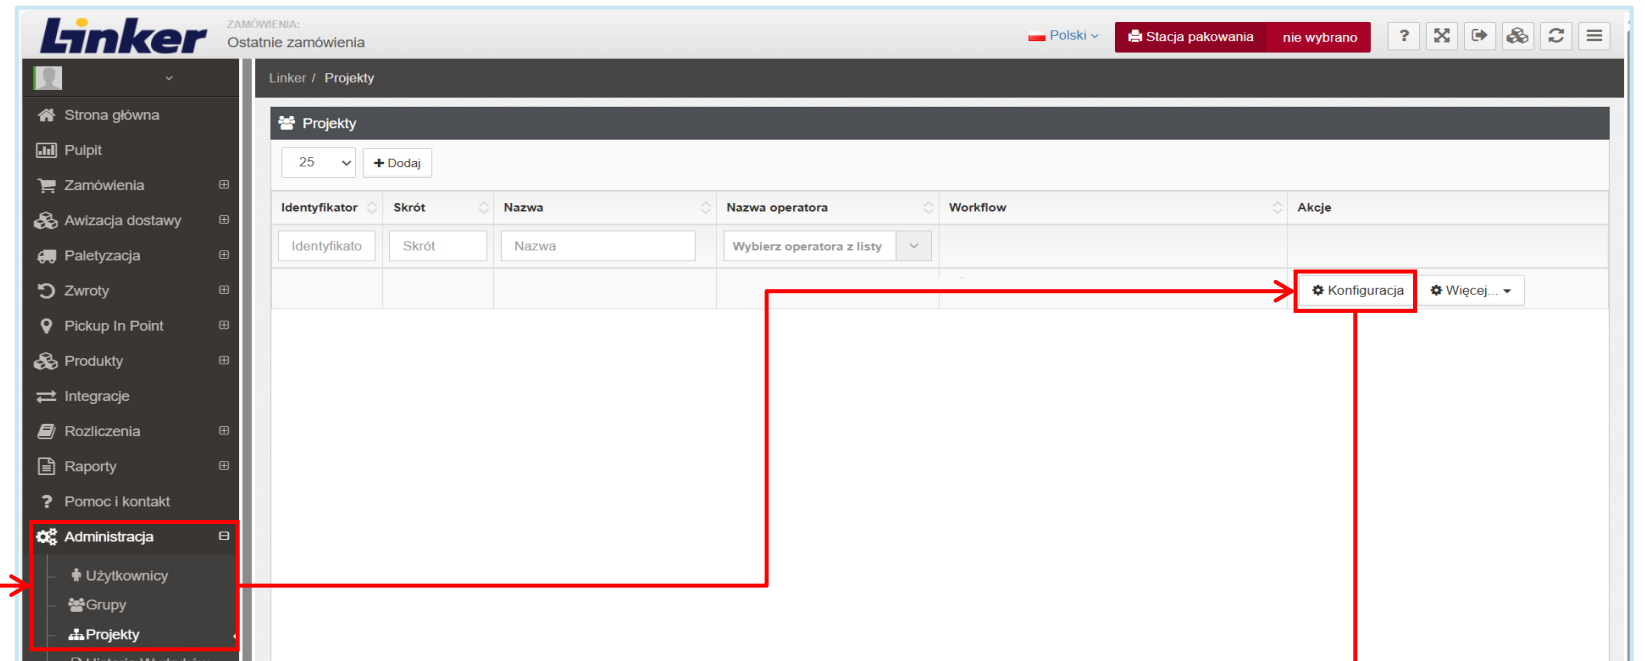 Linker
ZAMÓWIENIA:
Ostatnie zamówienia
Polski
Stacja pakowania nie wybrano
?
Linker / Projekty
Strona główna
Pulpit
Zamówienia
Awizacja dostawy
Paletyzacja
Zwroty
Pickup In Point
Produkty
Integracje
Rozliczenia
Raporty
? Pomoc i kontakt
Administracja
Użytkownicy
Grupy
Projekty
Projekty
25 + Dodaj
Identyfikator Skrót Nazwa Nazwa operatora Workflow Akcje
Identyfikato Skrót Nazwa Wybierz operatora z listy
Konfiguracja Więcej...